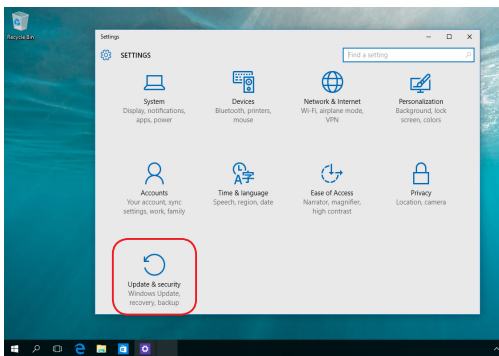 Recycle Bin
Settings
SETTINGS
Find a setting
System
Display, notifications,
apps, power
Devices
Bluetooth, printers,
mouse
Network & Internet
Wi-Fi, airplane mode,
VPN
Personalization
Background, lock
screen, colors
Accounts
Your account, sync
settings, work, family
Time & language
Speech, region, date
Ease of Access
Narrator, magnifier,
high contrast
Privacy
Location, camera
Update & security
Windows Update,
recovery, backup